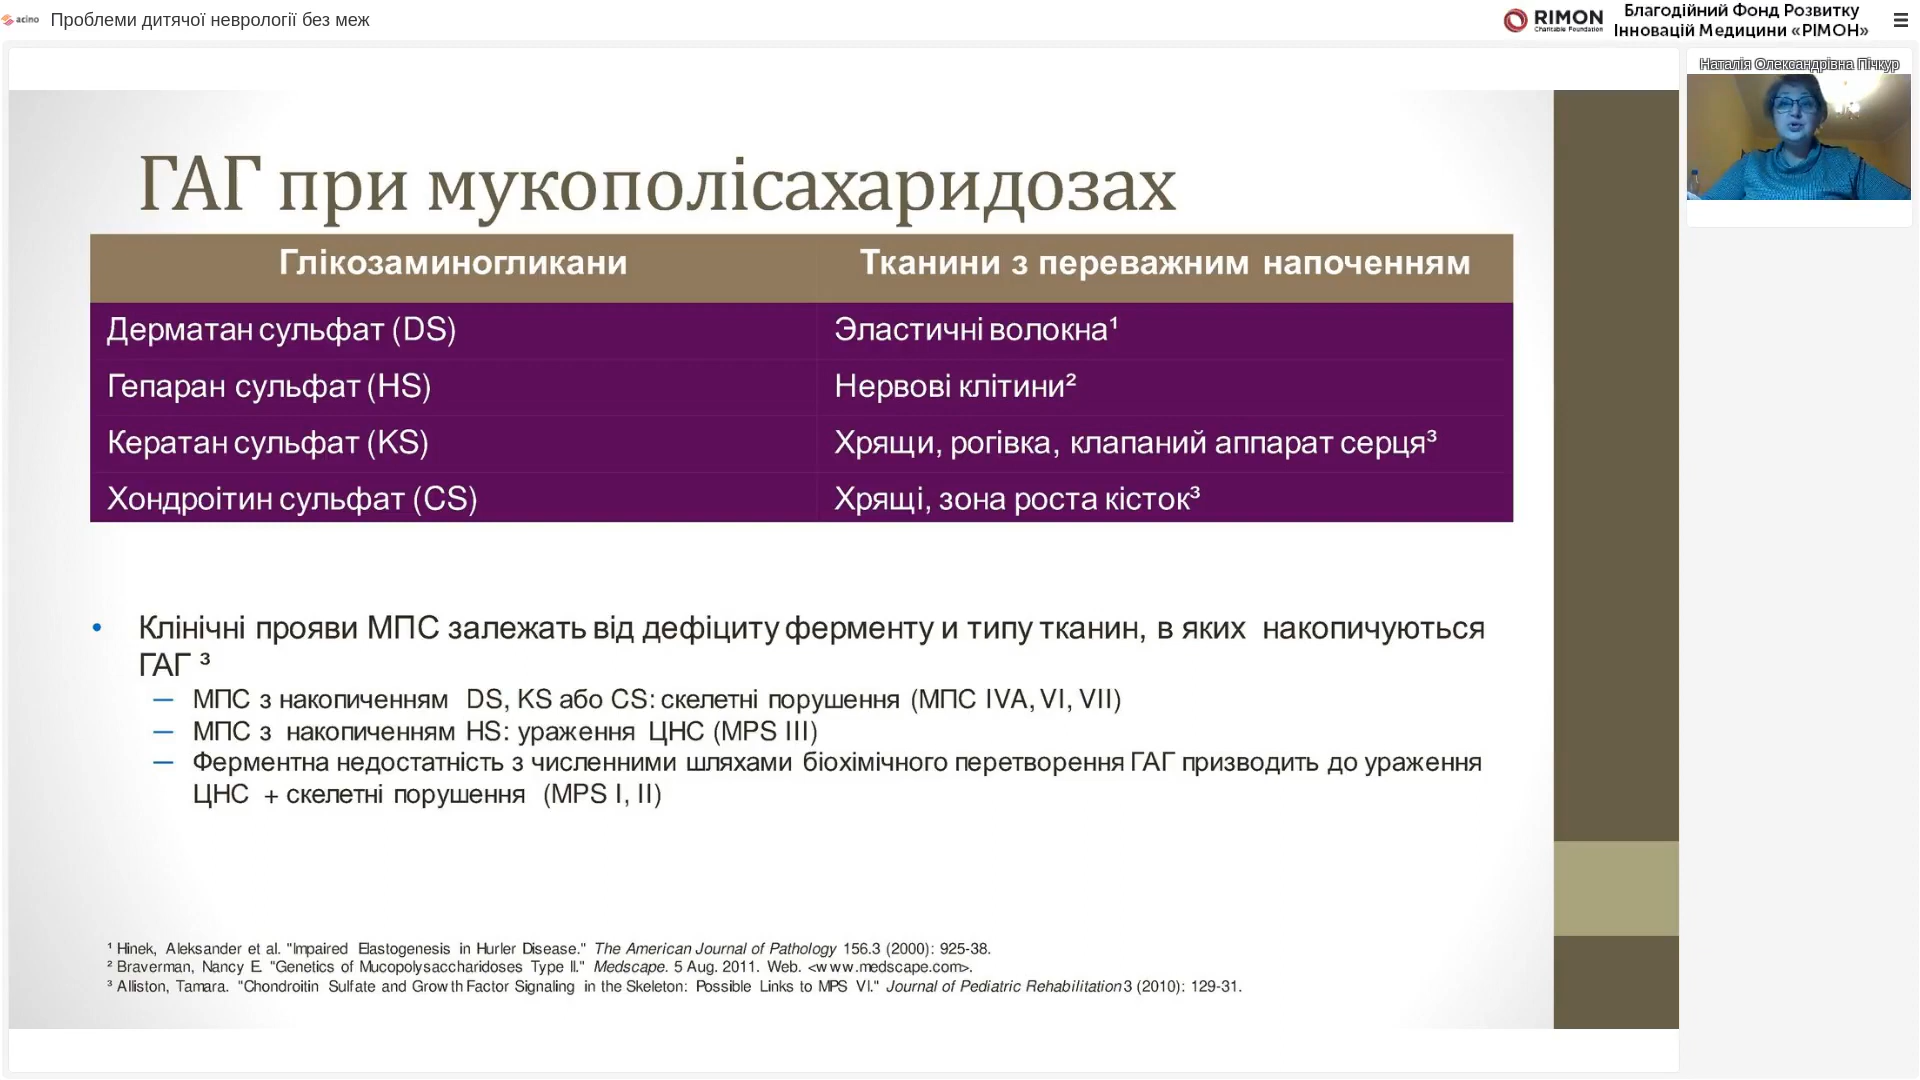 acino Проблеми дитячої неврології без меж
RIMON
Charitable Foundation
Благодійний Фонд Розвитку
Інновацій Медицини «РІМОН»
Наталія Олександрівна Пічкур
ГАГ при мукополісахаридозах
Глікозаминогликани Тканини з переважним напоченням
Дерматан сульфат (DS) Эластичні волокна¹
Гепаран сульфат (HS) Нервові клітини²
Кератан сульфат (KS) Хрящи, рогівка, клапаний аппарат серця³
Хондроітин сульфат (CS) Хрящі, зона роста кісток³
• Клінічні прояви МПС залежать від дефіциту ферменту и типу тканин, в яких накопичуються
ГАГ ³
— МПС з накопиченням DS, KS або CS: скелетні порушення (МПС IVA, VI, VII)
— МПС з накопиченням HS: ураження ЦНС (MPS III)
— Ферментна недостатність з численними шляхами біохімічного перетворення ГАГ призводить до ураження
ЦНС + скелетні порушення (MPS I, II)
¹ Hinek, Aleksander et al. "Impaired Elastogenesis in Hurler Disease." The American Journal of Pathology 156.3 (2000): 925-38.
² Braverman, Nancy E. "Genetics of Mucopolysaccharidoses Type II." Medscape. 5 Aug. 2011. Web. <www.medscape.com>.
³ Alliston, Tamara. "Chondroitin Sulfate and Growth Factor Signaling in the Skeleton: Possible Links to MPS VI." Journal of Pediatric Rehabilitation 3 (2010): 129-31.